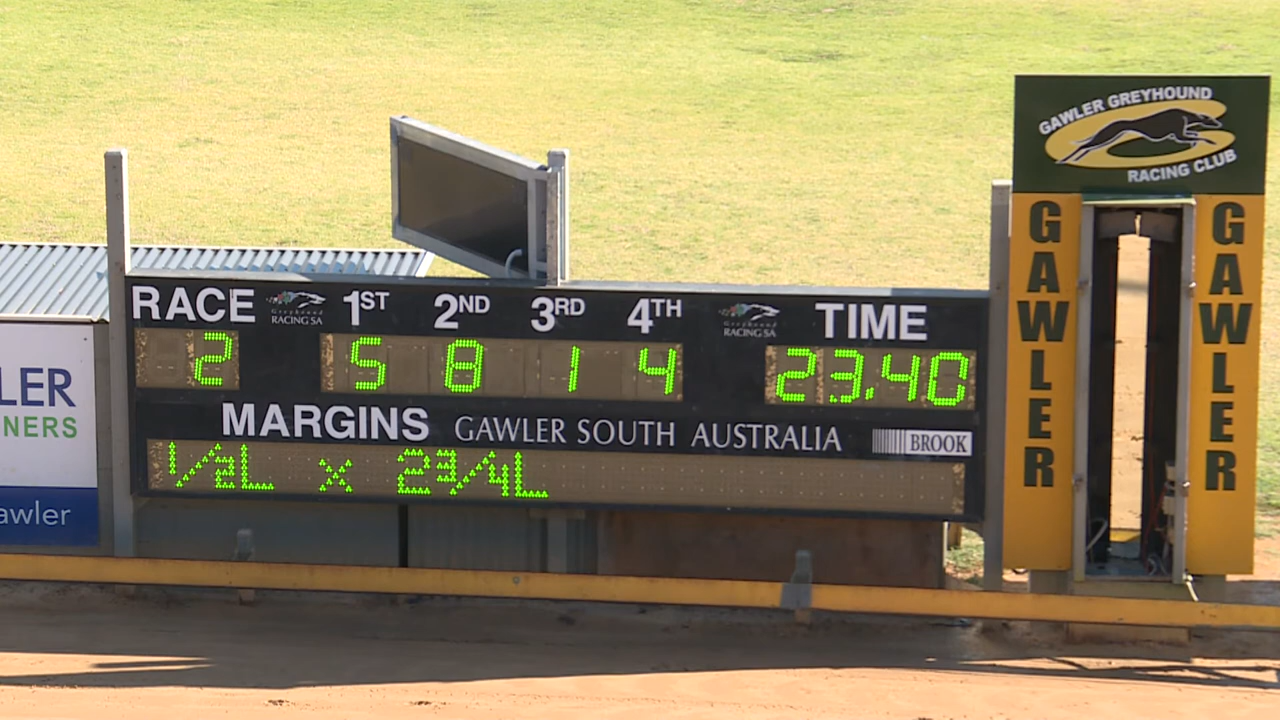 GAWLER GREYHOUND
RACING CLUB
GAWLER
GAWLER
RACE
Greyhound
RACING SA
1ST 2ND 3RD 4TH
Greyhound
RACING SA
TIME
2 5 8 1 4 23.40
MARGINS GAWLER SOUTH AUSTRALIA BROOK
1/2L x 23/4L
LER
NERS
awler